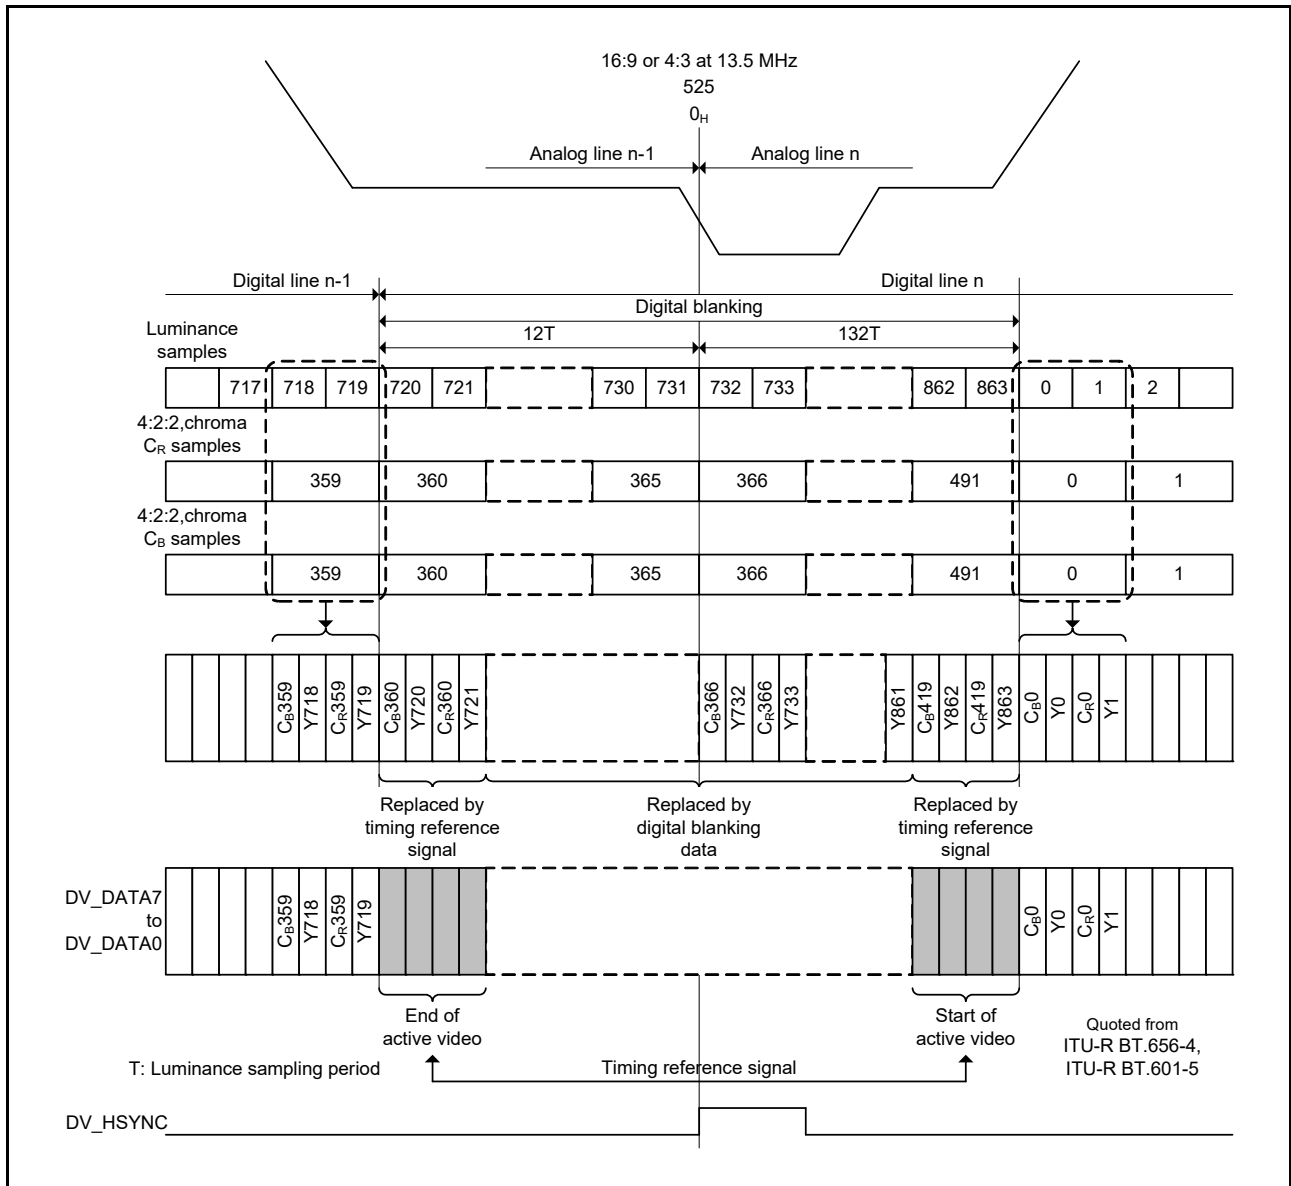 16:9 or 4:3 at 13.5 MHz
525
0H
Analog line n-1 Analog line n
Digital line n-1 Digital line n
Digital blanking
12T 132T
Luminance
samples
717 718 719 720 721 730 731 732 733 862 863 0 1 2
4:2:2,chroma
CR samples
359 360 365 366 491 0 1
4:2:2,chroma
CB samples
359 360 365 366 491 0 1
CB359 Y718 CR359 Y719 CB360 Y720 CR360 Y721 CB366 Y732 CR366 Y733 Y861 CB419 Y862 CR419 Y863 CB0 Y0 CR0 Y1
Replaced by
timing reference
signal
Replaced by
digital blanking
data
Replaced by
timing reference
signal
DV_DATA7
to
DV_DATA0
CB359 Y718 CR359 Y719 CB0 Y0 CR0 Y1
End of
active video
Start of
active video
Quoted from
ITU-R BT.656-4,
ITU-R BT.601-5
T: Luminance sampling period
Timing reference signal
DV_HSYNC